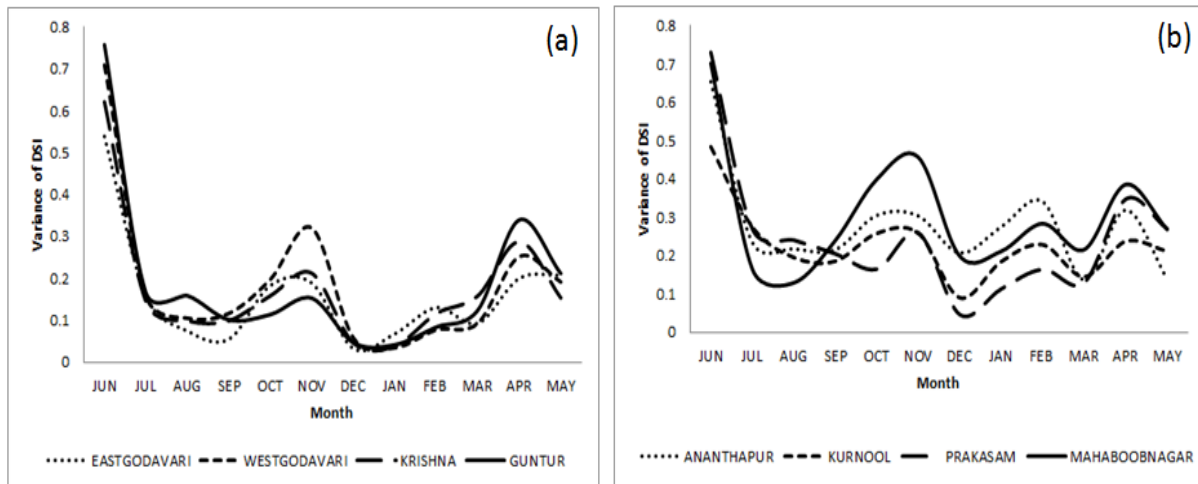 (a)
0.8
0.7
0.6
0.5
0.4
0.3
0.2
0.1
0
Variance of DSI
JUN JUL AUG SEP OCT NOV DEC JAN FEB MAR APR MAY
Month
EASTGODAVARI WESTGODAVARI KRISHNA GUNTUR
(b)
0.8
0.7
0.6
0.5
0.4
0.3
0.2
0.1
0
Variance of DSI
JUN JUL AUG SEP OCT NOV DEC JAN FEB MAR APR MAY
Month
ANANTHAPUR KURNOOL PRAKASAM MAHABOOBNAGAR